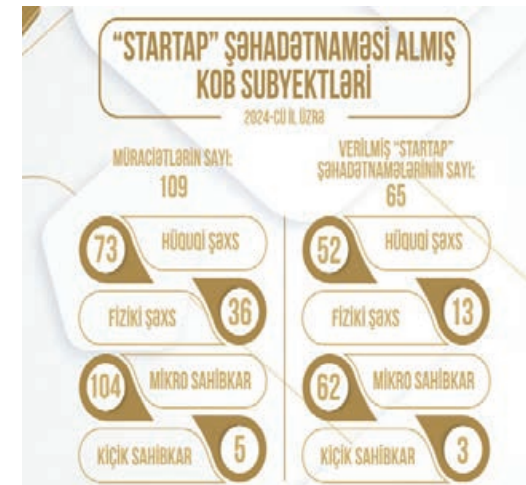 “STARTAP” ŞƏHADƏTNAMƏSİ ALMIŞ
KOB SUBYEKTLƏRİ
2024-CÜ İL ÜZRƏ
MÜRACİƏTLƏRİN SAYI:
109
73 HÜQUQİ ŞƏXS
FİZİKİ ŞƏXS 36
104 MİKRO SAHİBKAR
KİÇİK SAHİBKAR 5
VERİLMİŞ “STARTAP”
ŞƏHADƏTNAMƏLƏRİNİN SAYI:
65
52 HÜQUQİ ŞƏXS
FİZİKİ ŞƏXS 13
62 MİKRO SAHİBKAR
KİÇİK SAHİBKAR 3